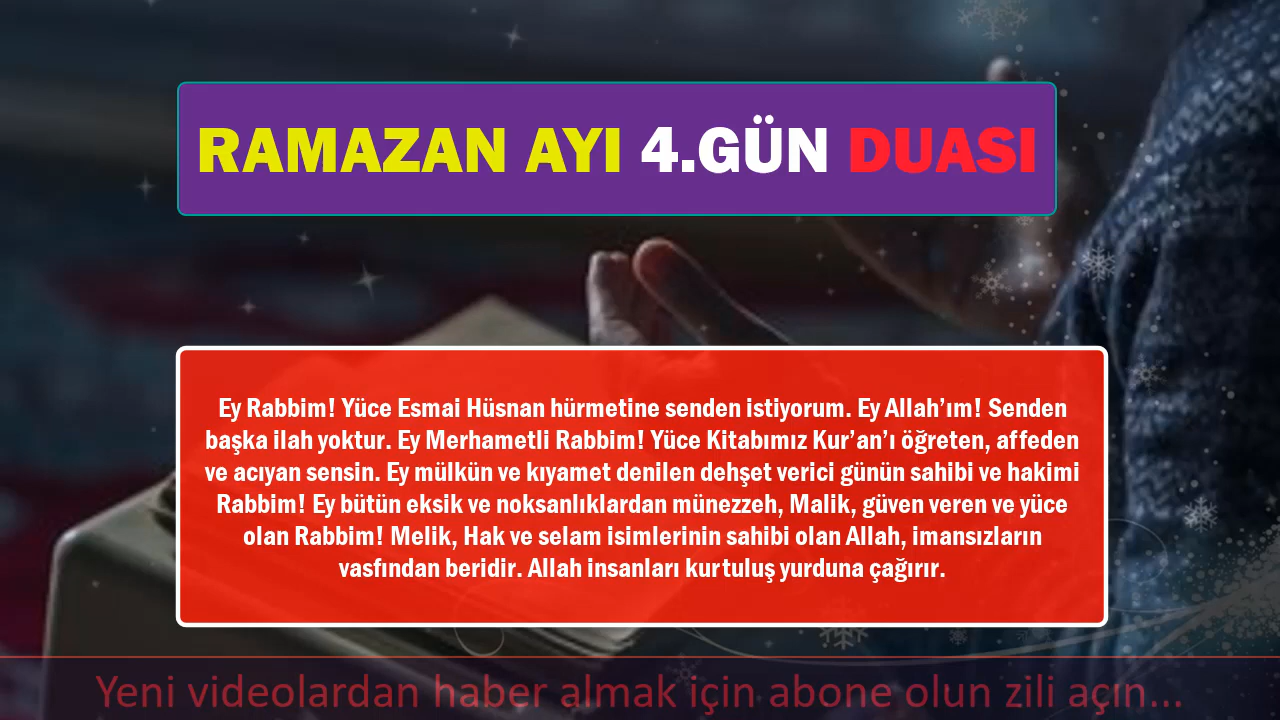 RAMAZAN AYI 4.GÜN DUASI
Ey Rabbim! Yüce Esmai Hüsnan hürmetine senden istiyorum. Ey Allah’ım! Senden
başka ilah yoktur. Ey Merhametli Rabbim! Yüce Kitabımız Kur’an’ı öğreten, affeden
ve acıyan sensin. Ey mülkün ve kıyamet denilen dehşet verici günün sahibi ve hakimi
Rabbim! Ey bütün eksik ve noksanlıklardan münezzeh, Malik, güven veren ve yüce
olan Rabbim! Melik, Hak ve selam isimlerinin sahibi olan Allah, imansızların
vasfından beridir. Allah insanları kurtuluş yurduna çağırır.
Yeni videolardan haber almak için abone olun zili açın...